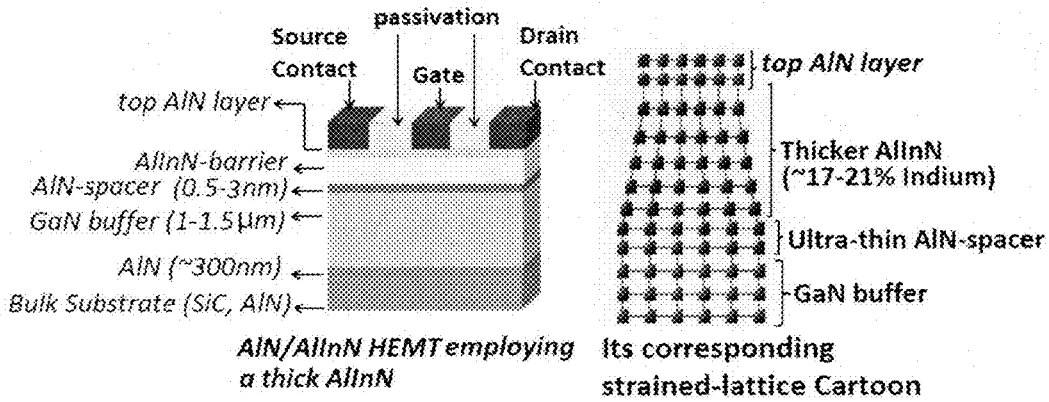 passivation
Source
Contact
Gate
Drain
Contact
top AlN layer
AlInN-barrier
AlN-spacer (0.5-3nm)
GaN buffer (1-1.5µm)
AlN (~300nm)
Bulk Substrate (SiC, AlN)
AlN/AlInN HEMT employing
a thick AlInN
top AlN layer
Thicker AlInN
(~17-21% Indium)
Ultra-thin AlN-spacer
GaN buffer
Its corresponding
strained-lattice Cartoon